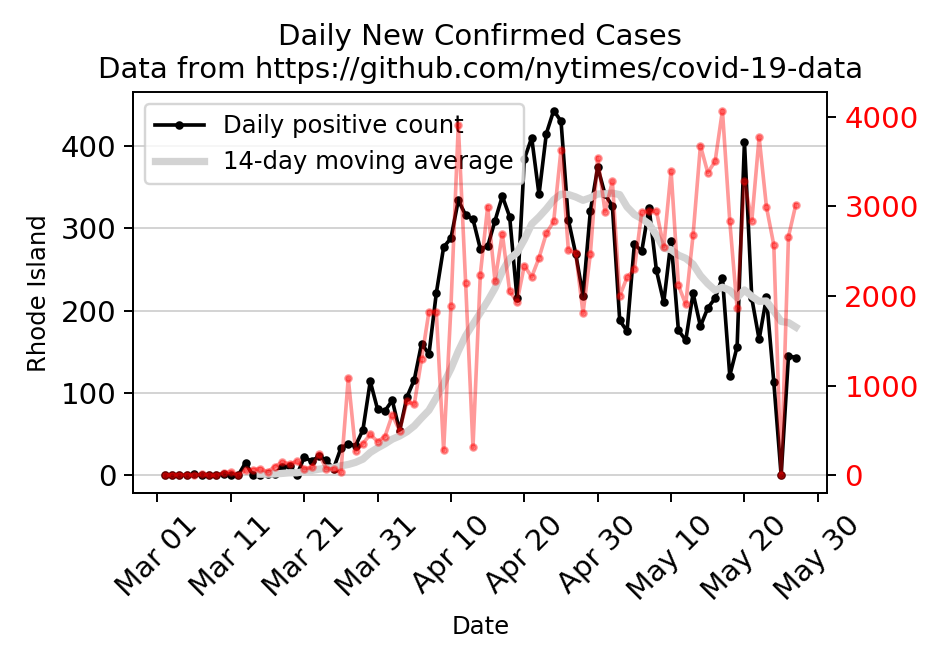 Daily New Confirmed Cases
Data from https://github.com/nytimes/covid-19-data
Daily positive count
14-day moving average
400
300
200
100
0
Rhode Island
4000
3000
2000
1000
0
Mar 01
Mar 11
Mar 21
Mar 31
Apr 10
Apr 20
Apr 30
May 10
May 20
May 30
Date